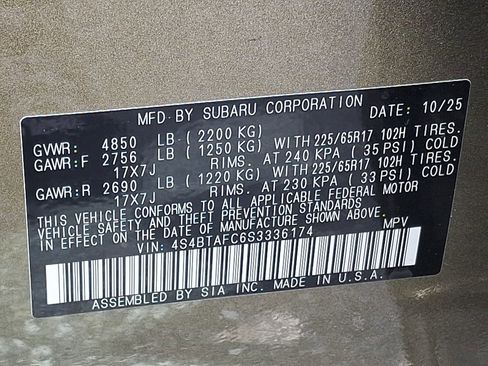 MFD BY SUBARU CORPORATION DATE: 10/25
GVWR: 4850 LB (2200 KG)
GAWR:F 2756 LB (1250 KG) WITH 225/65R17 102H TIRES.
17X7J RIMS. AT 240 KPA (35 PSI) COLD
GAWR:R 2690 LB (1220 KG) WITH 225/65R17 102H TIRES.
17X7J RIMS. AT 230 KPA (33 PSI) COLD
THIS VEHICLE CONFORMS TO ALL APPLICABLE FEDERAL MOTOR
VEHICLE SAFETY, BUMPER, AND THEFT PREVENTION STANDARDS
IN EFFECT ON THE DATE OF MANUFACTURE SHOWN ABOVE.
VIN: 4S4BTAFC6S3336174 MPV
ASSEMBLED BY SIA INC. MADE IN U.S.A.